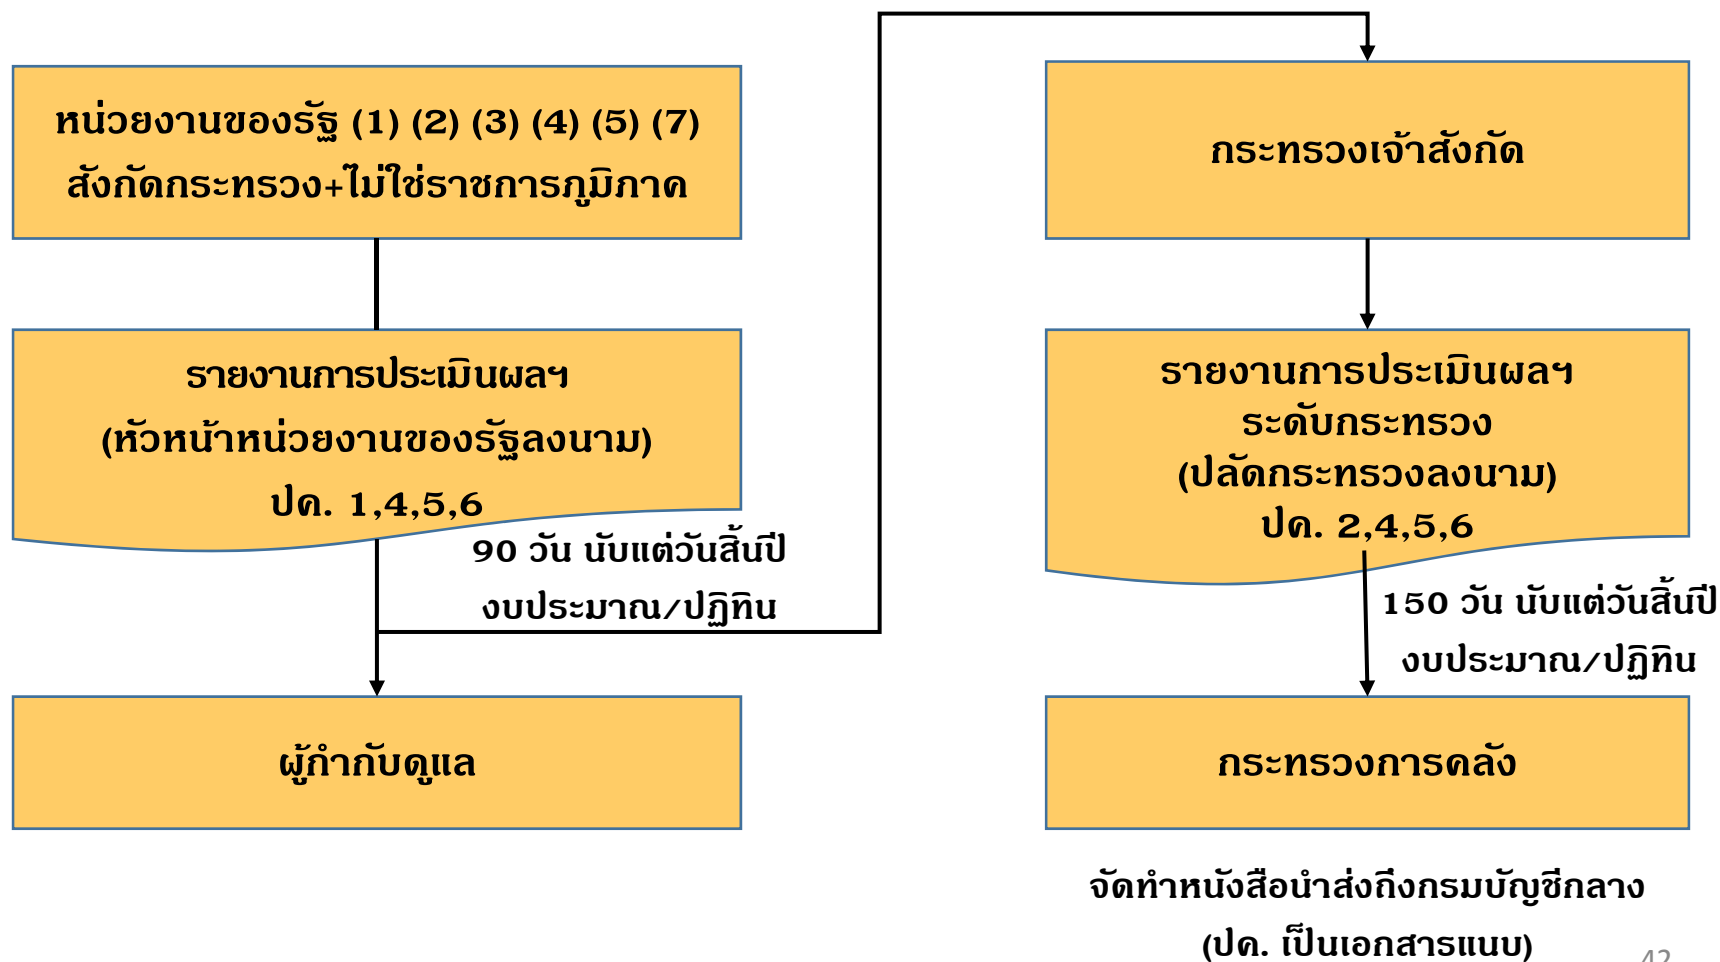 หน่วยงานของรัฐ (1) (2) (3) (4) (5) (7)
สังกัดกระทรวง+ไม่ใช่ราชการภูมิภาค
รายงานการประเมินผลฯ
(หัวหน้าหน่วยงานของรัฐลงนาม)
ปค. 1,4,5,6
90 วัน นับแต่วันสิ้นปี
งบประมาณ/ปฏิทิน
ผู้กำกับดูแล
กระทรวงเจ้าสังกัด
รายงานการประเมินผลฯ
ระดับกระทรวง
(ปลัดกระทรวงลงนาม)
ปค. 2,4,5,6
150 วัน นับแต่วันสิ้นปี
งบประมาณ/ปฏิทิน
กระทรวงการคลัง
จัดทำหนังสือนำส่งถึงกรมบัญชีกลาง
(ปค. เป็นเอกสารแนบ)
42